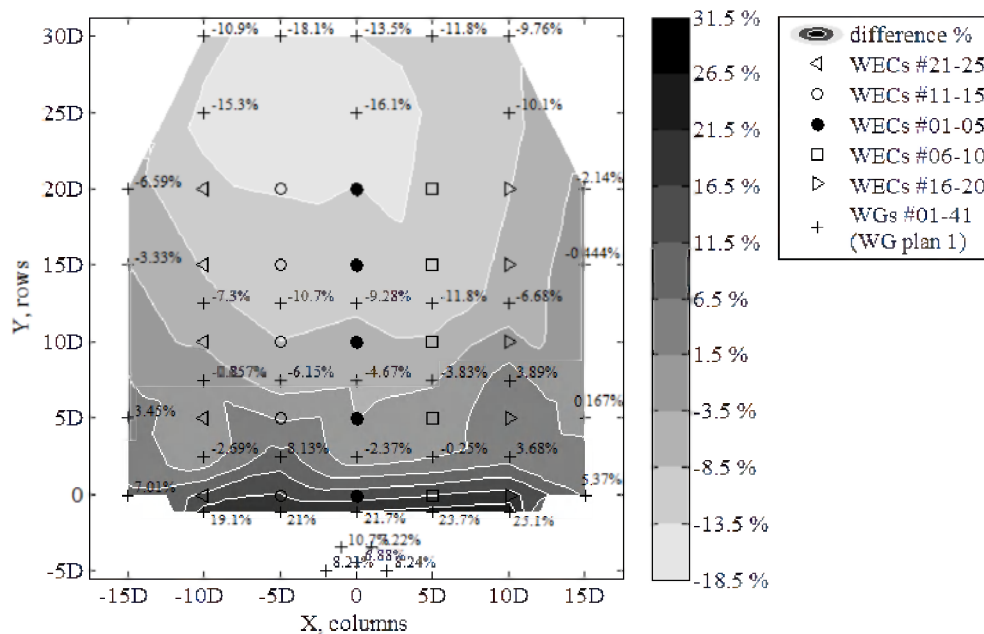 30D
25D
20D
15D
10D
5D
0
-5D
Y, rows
-15D -10D -5D 0 5D 10D 15D
X, columns
-10.9% -18.1% -13.5% -11.8% -9.76%
-15.3% -16.1% -10.1%
-6.59% -2.14%
-3.33% -0.444%
-7.3% -10.7% -9.28% -11.8% -6.68%
-0.857% -6.15% -4.67% -3.83% 3.89%
3.45% 0.167%
-2.69% 8.13% -2.37% -0.25% 3.68%
7.01% 5.37%
19.1% 21% 21.7% 23.7% 25.1%
10.7%
8.21% 8.24%
31.5 %
26.5 %
21.5 %
16.5 %
11.5 %
6.5 %
1.5 %
-3.5 %
-8.5 %
-13.5 %
-18.5 %
difference %
WECs #21-25
WECs #11-15
WECs #01-05
WECs #06-10
WECs #16-20
WGs #01-41
(WG plan 1)